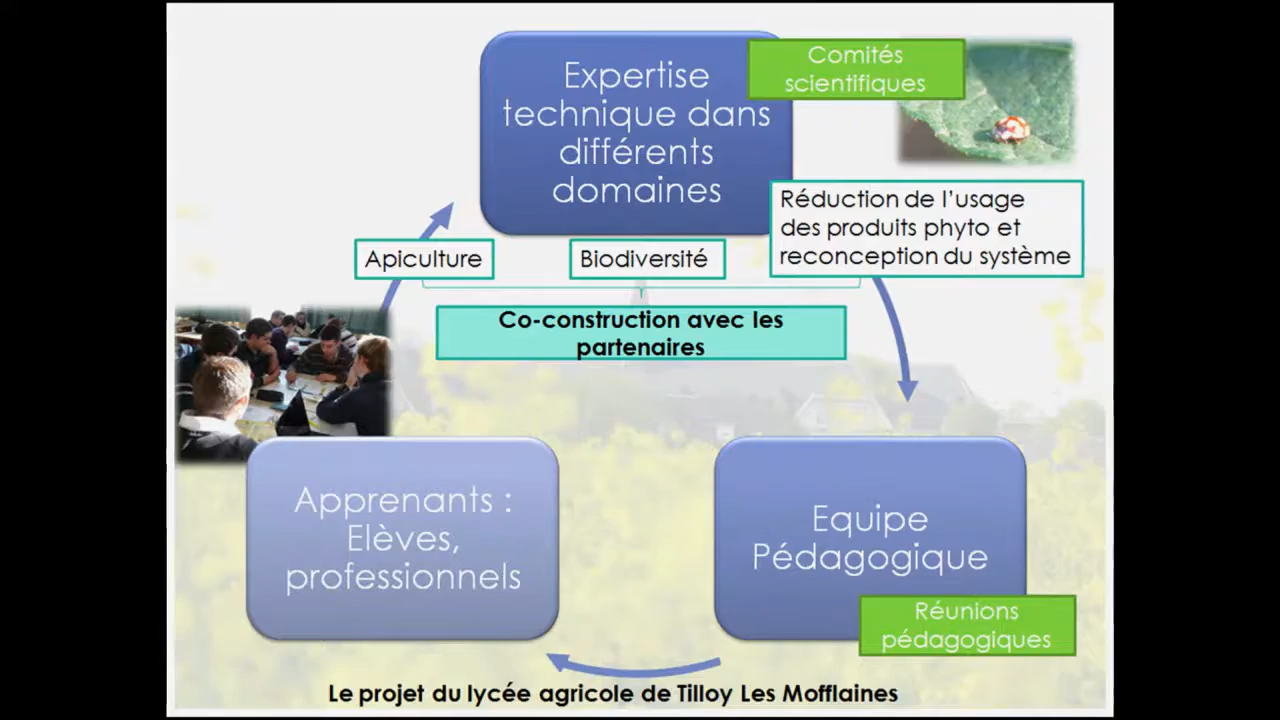 Comités
scientifiques
Expertise
technique dans
différents
domaines
Réduction de l'usage
des produits phyto et
reconception du système
Apiculture
Biodiversité
Co-construction avec les
partenaires
Apprenants :
Elèves,
professionnels
Equipe
Pédagogique
Réunions
pédagogiques
Le projet du lycée agricole de Tilloy Les Mofflaines